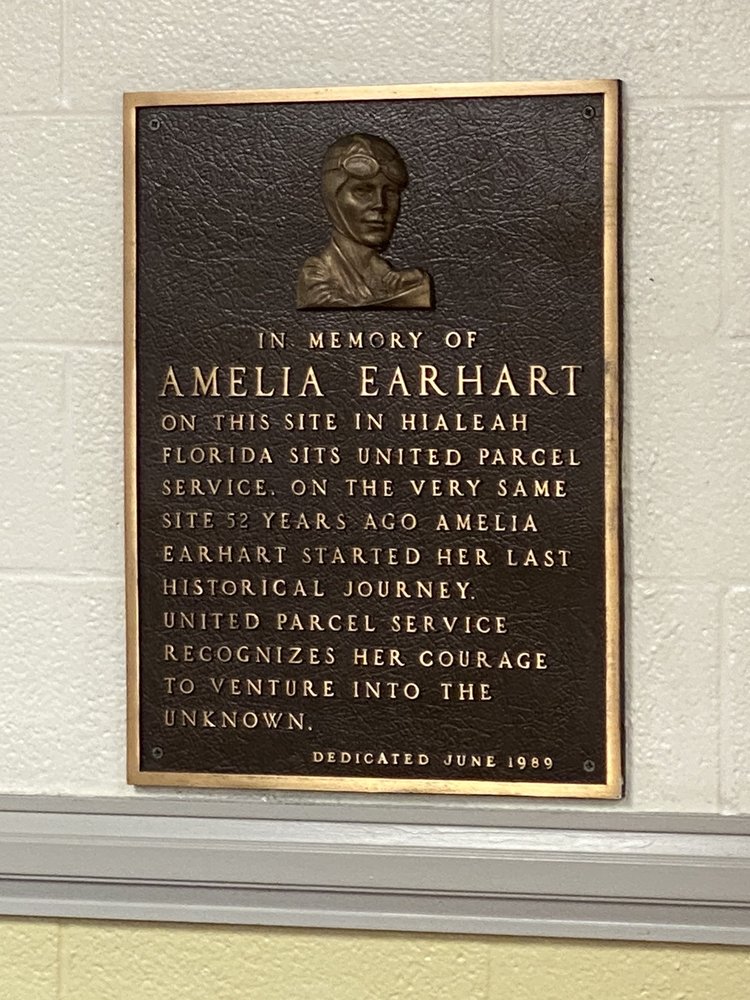 IN MEMORY OF
AMELIA EARHART
ON THIS SITE IN HIALEAH
FLORIDA SITS UNITED PARCEL
SERVICE. ON THE VERY SAME
SITE 52 YEARS AGO AMELIA
EARHART STARTED HER LAST
HISTORICAL JOURNEY.
UNITED PARCEL SERVICE
RECOGNIZES HER COURAGE
TO VENTURE INTO THE
UNKNOWN.
DEDICATED JUNE 1989